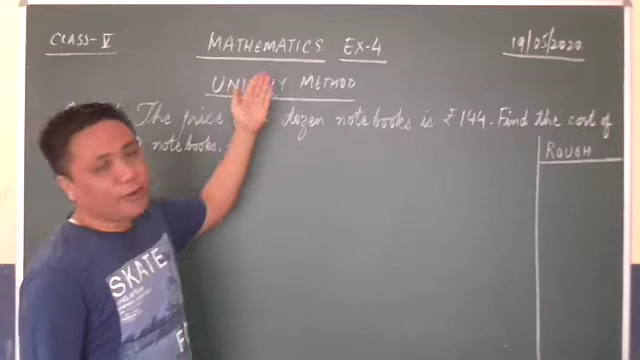 CLASS-V MATHEMATICS EX-4 19/05/2020
METHOD
The price dozen notebooks is ₹144. Find the cost of
notebooks.
ROUGH
SKATE